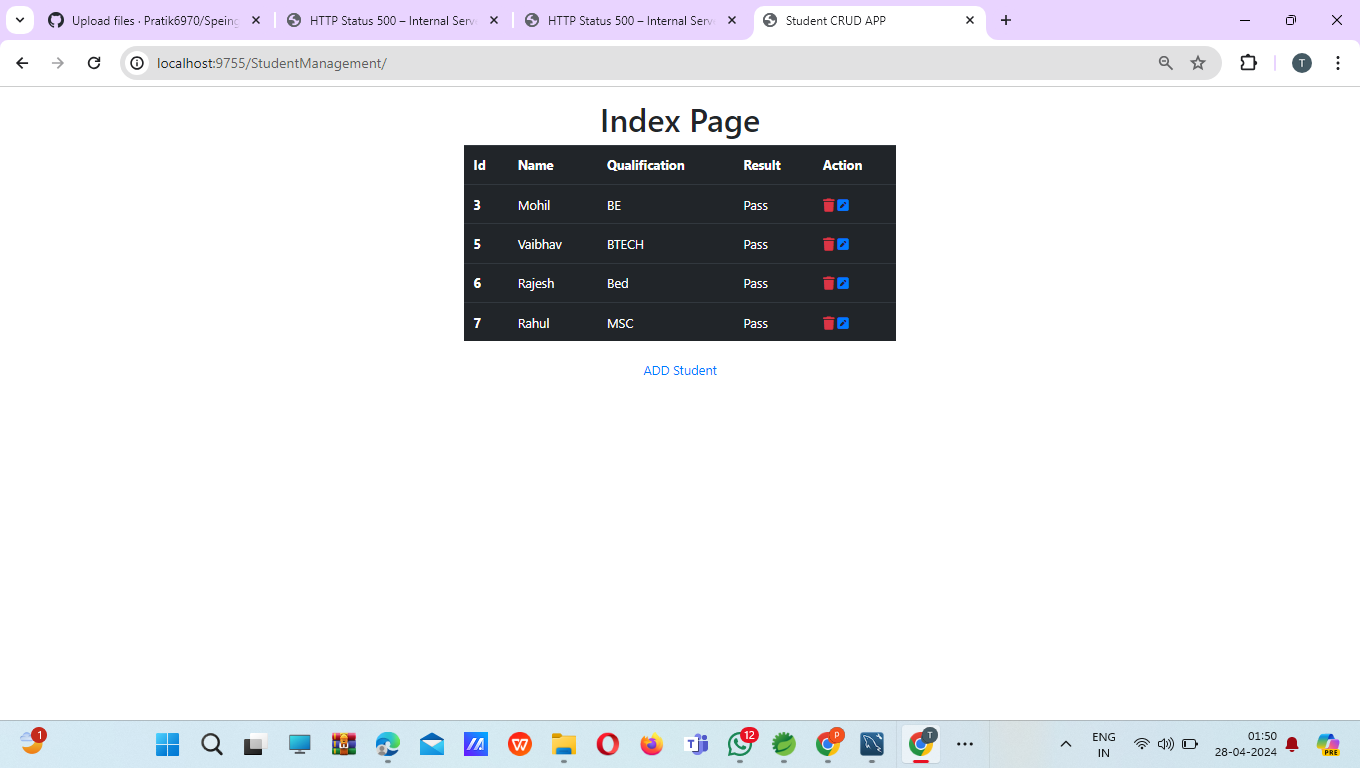 Upload files · Pratik6970/Speing
HTTP Status 500 – Internal Serve
HTTP Status 500 – Internal Serve
Student CRUD APP
localhost:9755/StudentManagement/
T
Index Page
Id Name Qualification Result Action
3 Mohil BE Pass
5 Vaibhav BTECH Pass
6 Rajesh Bed Pass
7 Rahul MSC Pass
ADD Student
1
W
T
12
P
T
ENG
IN
01:50
28-04-2024
PRE